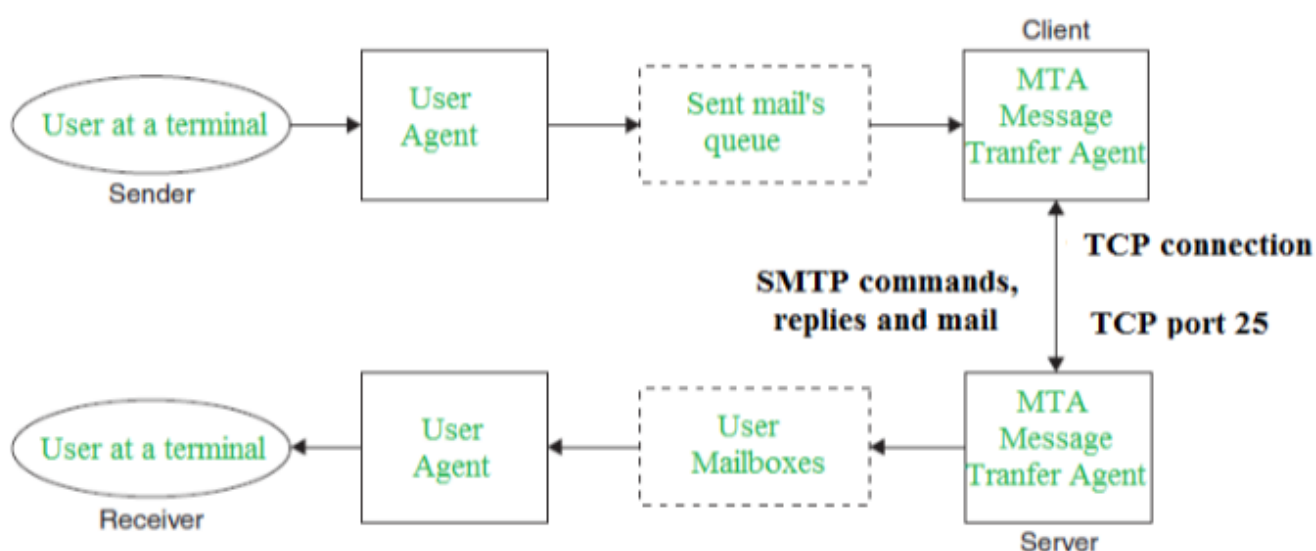 Client
User at a terminal
User
Agent
Sent mail's
queue
MTA
Message
Tranfer Agent
Sender
TCP connection
SMTP commands,
replies and mail
TCP port 25
User at a terminal
User
Agent
User
Mailboxes
MTA
Message
Tranfer Agent
Receiver
Server